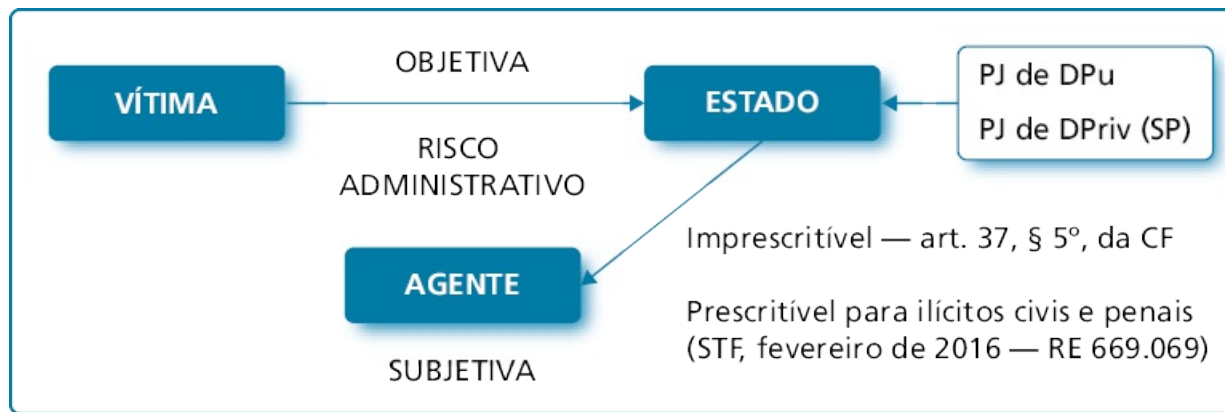 VÍTIMA
OBJETIVA
RISCO
ADMINISTRATIVO
ESTADO
PJ de DPu
PJ de DPriv (SP)
AGENTE
SUBJETIVA
Imprescritível — art. 37, § 5º, da CF
Prescritível para ilícitos civis e penais
(STF, fevereiro de 2016 — RE 669.069)